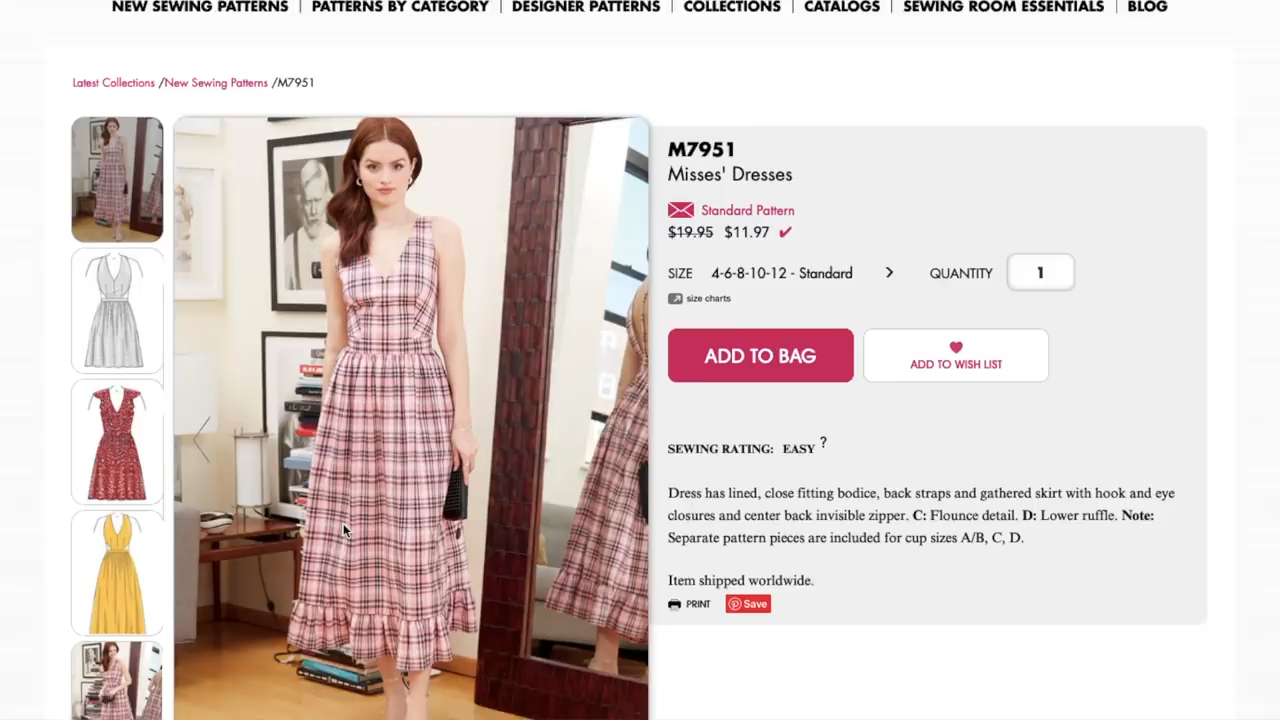 NEW SEWING PATTERNS | PATTERNS BY CATEGORY | DESIGNER PATTERNS | COLLECTIONS | CATALOGS | SEWING ROOM ESSENTIALS | BLOG
Latest Collections /New Sewing Patterns /M7951
M7951
Misses' Dresses
Standard Pattern
$19.95 $11.97
SIZE 4-6-8-10-12 - Standard > QUANTITY 1
size charts
ADD TO BAG
ADD TO WISH LIST
SEWING RATING: EASY ?
Dress has lined, close fitting bodice, back straps and gathered skirt with hook and eye
closures and center back invisible zipper. C: Flounce detail. D: Lower ruffle. Note:
Separate pattern pieces are included for cup sizes A/B, C, D.
Item shipped worldwide.
PRINT Save